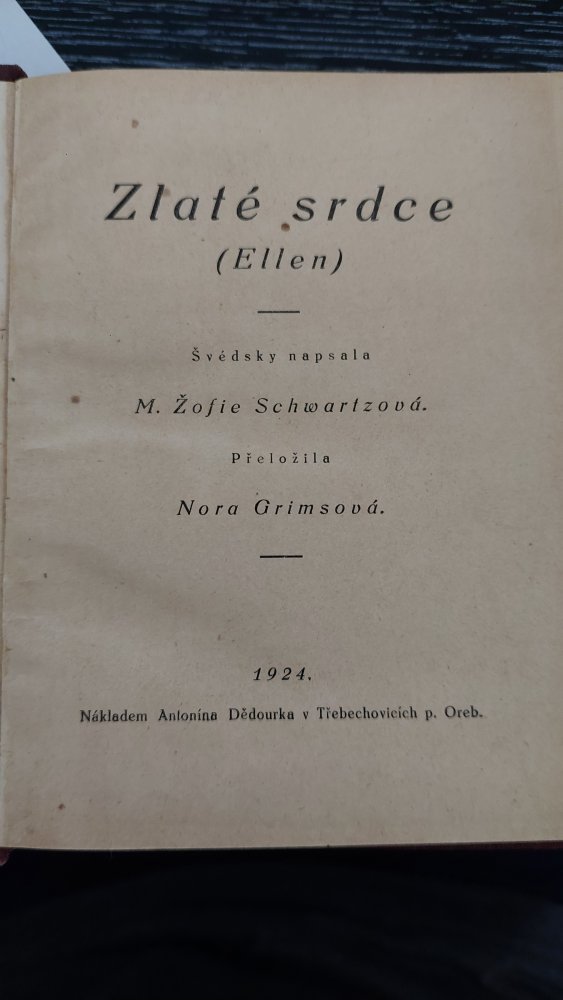 Zlaté srdce
(Ellen)
Švédsky napsala
M. Žofie Schwartzová.
Přeložila
Nora Grimsová.
1924.
Nákladem Antonína Dědourka v Třebechovicích p. Oreb.